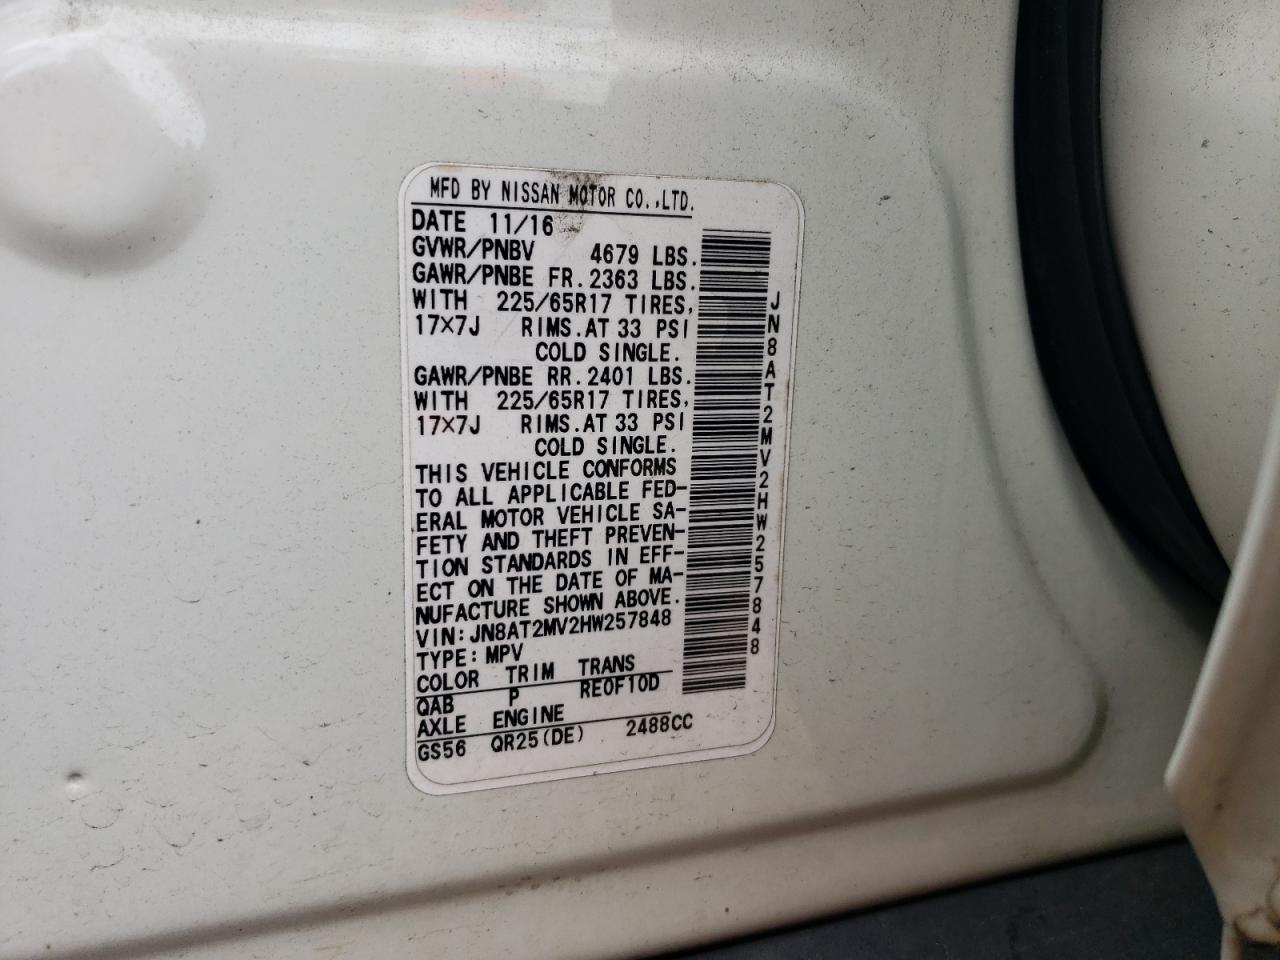 MFD BY NISSAN MOTOR CO.,LTD.
DATE 11/16
GVWR/PNBV 4679 LBS.
GAWR/PNBE FR.2363 LBS.
WITH 225/65R17 TIRES,
17×7J RIMS.AT 33 PSI
COLD SINGLE.
GAWR/PNBE RR.2401 LBS.
WITH 225/65R17 TIRES,
17×7J RIMS.AT 33 PSI
COLD SINGLE.
THIS VEHICLE CONFORMS
TO ALL APPLICABLE FED-
ERAL MOTOR VEHICLE SA-
FETY AND THEFT PREVEN-
TION STANDARDS IN EFF-
ECT ON THE DATE OF MA-
NUFACTURE SHOWN ABOVE.
VIN:JN8AT2MV2HW257848
TYPE:MPV
COLOR TRIM TRANS
QAB P RE0F10D
AXLE ENGINE
GS56 QR25(DE) 2488CC
JN8AT2MV2HW257848